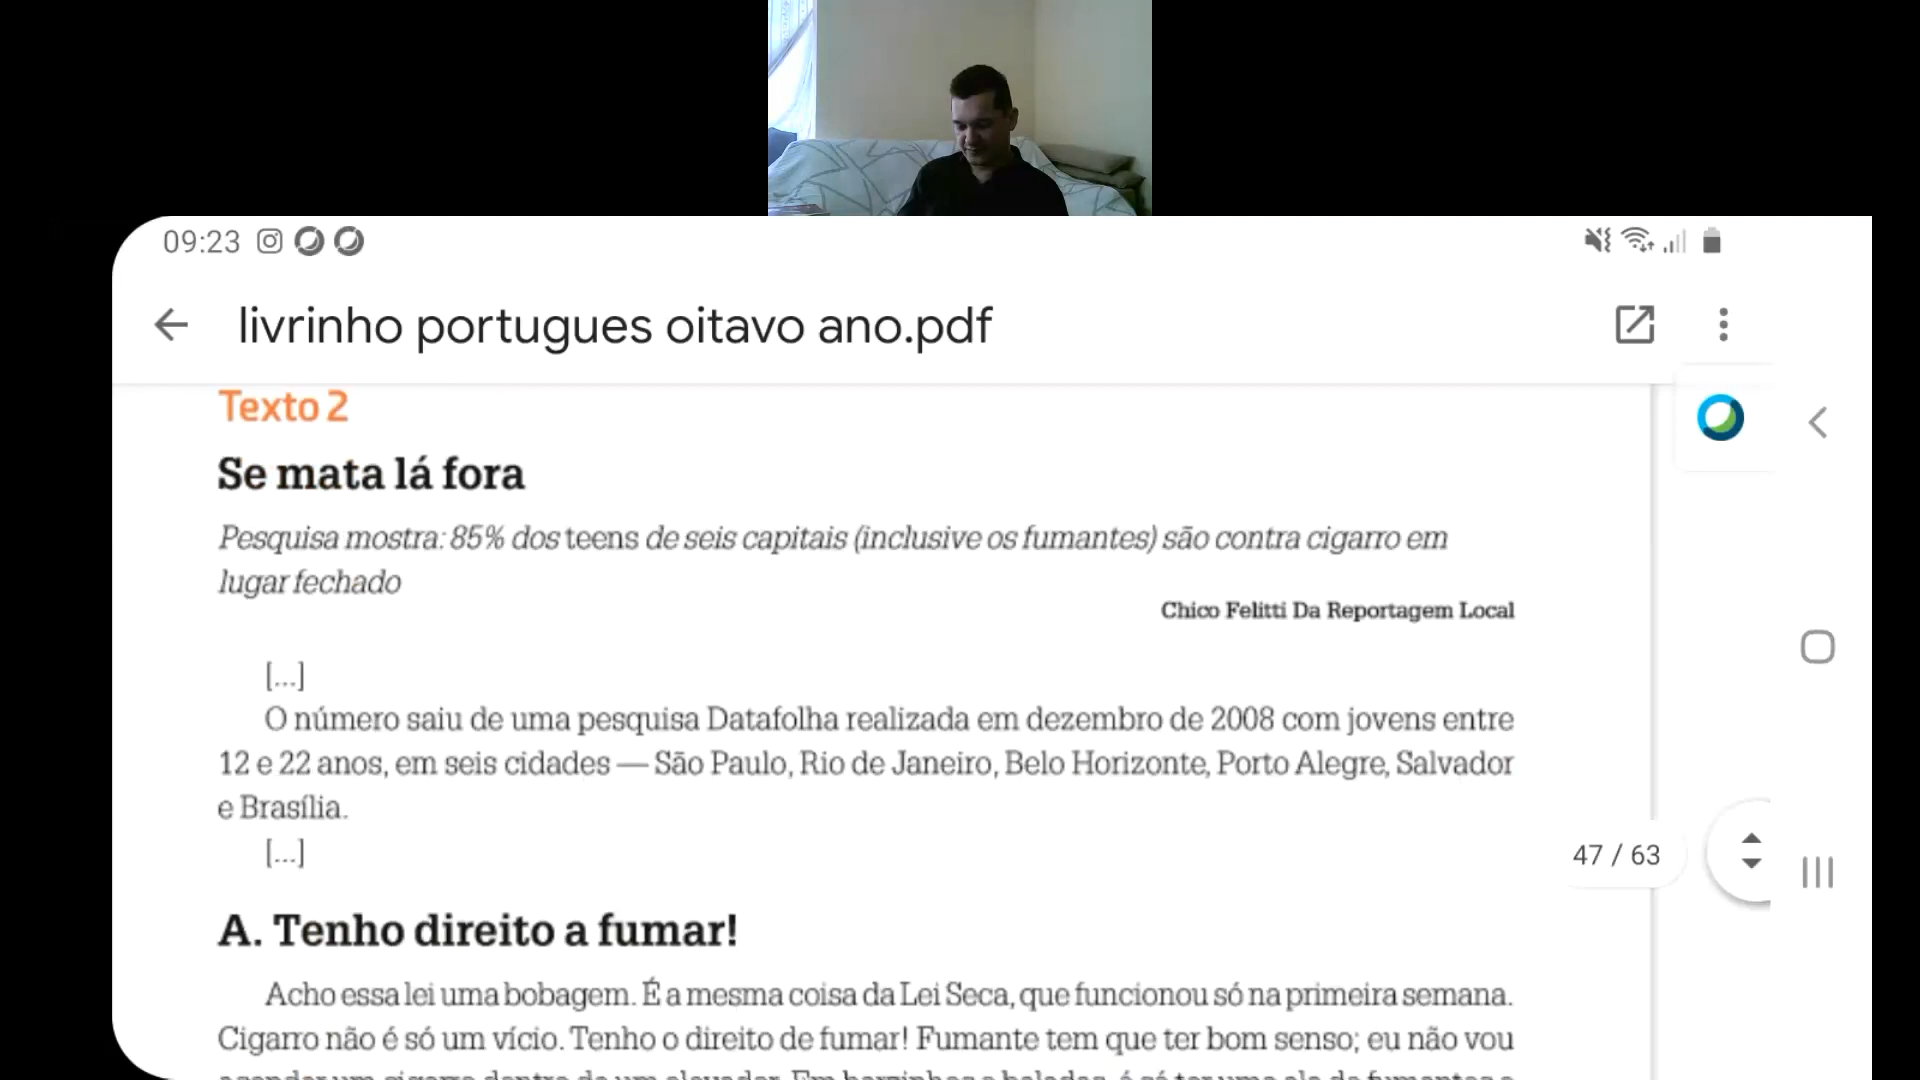 09:23
livrinho portugues oitavo ano.pdf
Texto 2
Se mata lá fora
Pesquisa mostra: 85% dos teens de seis capitais (inclusive os fumantes) são contra cigarro em
lugar fechado
Chico Felitti Da Reportagem Local
[...]
O número saiu de uma pesquisa Datafolha realizada em dezembro de 2008 com jovens entre
12 e 22 anos, em seis cidades — São Paulo, Rio de Janeiro, Belo Horizonte, Porto Alegre, Salvador
e Brasília.
[...]
47 / 63
A. Tenho direito a fumar!
Acho essa lei uma bobagem. É a mesma coisa da Lei Seca, que funcionou só na primeira semana.
Cigarro não é só um vício. Tenho o direito de fumar! Fumante tem que ter bom senso; eu não vou